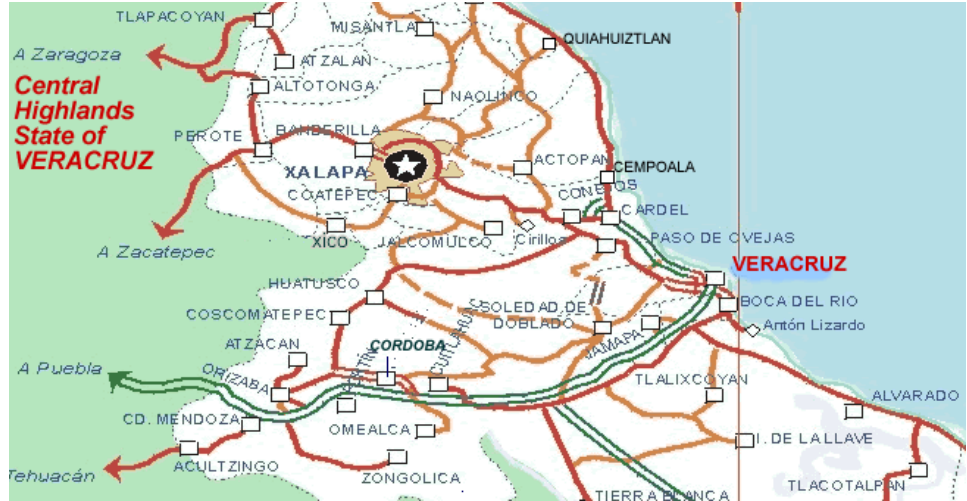 TLAPACOYAN
MISANTLA
QUIAHUIZTLAN
A Zaragoza
ATZALAN
ALTOTONGA
NAOLINCO
Central
Highlands
State of
VERACRUZ
PEROTE
BANDERILLA
ACTOPAN
CEMPOALA
XALAPA
COATEPEC
CONEJOS
CARDEL
XICO
JALCOMULCO
Cirillos
PASO DE OVEJAS
A Zacatepec
VERACRUZ
HUATUSCO
BOCA DEL RIO
COSCOMATEPEC
SOLEDAD DE
DOBLADO
Antón Lizardo
ATZACAN
CORDOBA
CUITLAHUAC
JAMAPA
A Puebla
ORIZABA
TLALIXCOYAN
ALVARADO
CD. MENDOZA
OMEALCA
I. DE LA LLAVE
Tehuacán
ACULTZINGO
ZONGOLICA
TLACOTALPAN
TIERRA BLANCA